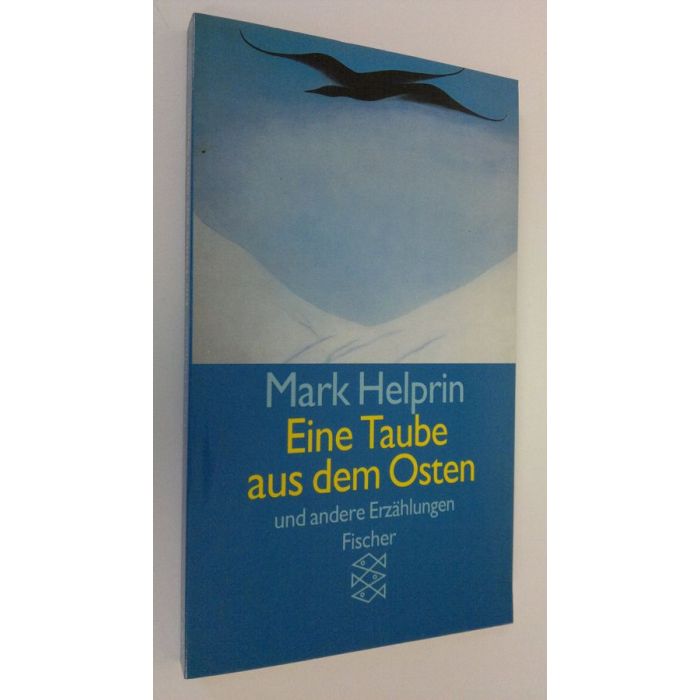 Mark Helprin
Eine Taube
aus dem Osten
und andere Erzählungen
Fischer